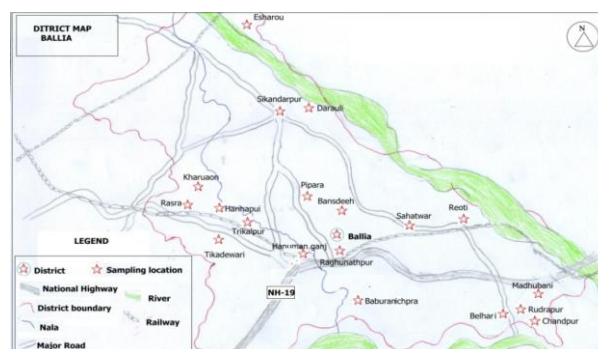 DITRICT MAP
BALLIA
N
Esharou
Sikandarpur
Darauli
Kharuaon
Rasra
Hanhapui
Trikalpur
Tikadewari
Pipara
Bansdeeh
Sahatwar
Reoti
Ballia
Hanuman ganj
Raghunathpur
NH-19
Baburanichpra
Madhubani
Belhari
Rudrapur
Chandpur
LEGEND
District
Sampling location
National Highway
River
District boundary
Railway
Nala
Major Road